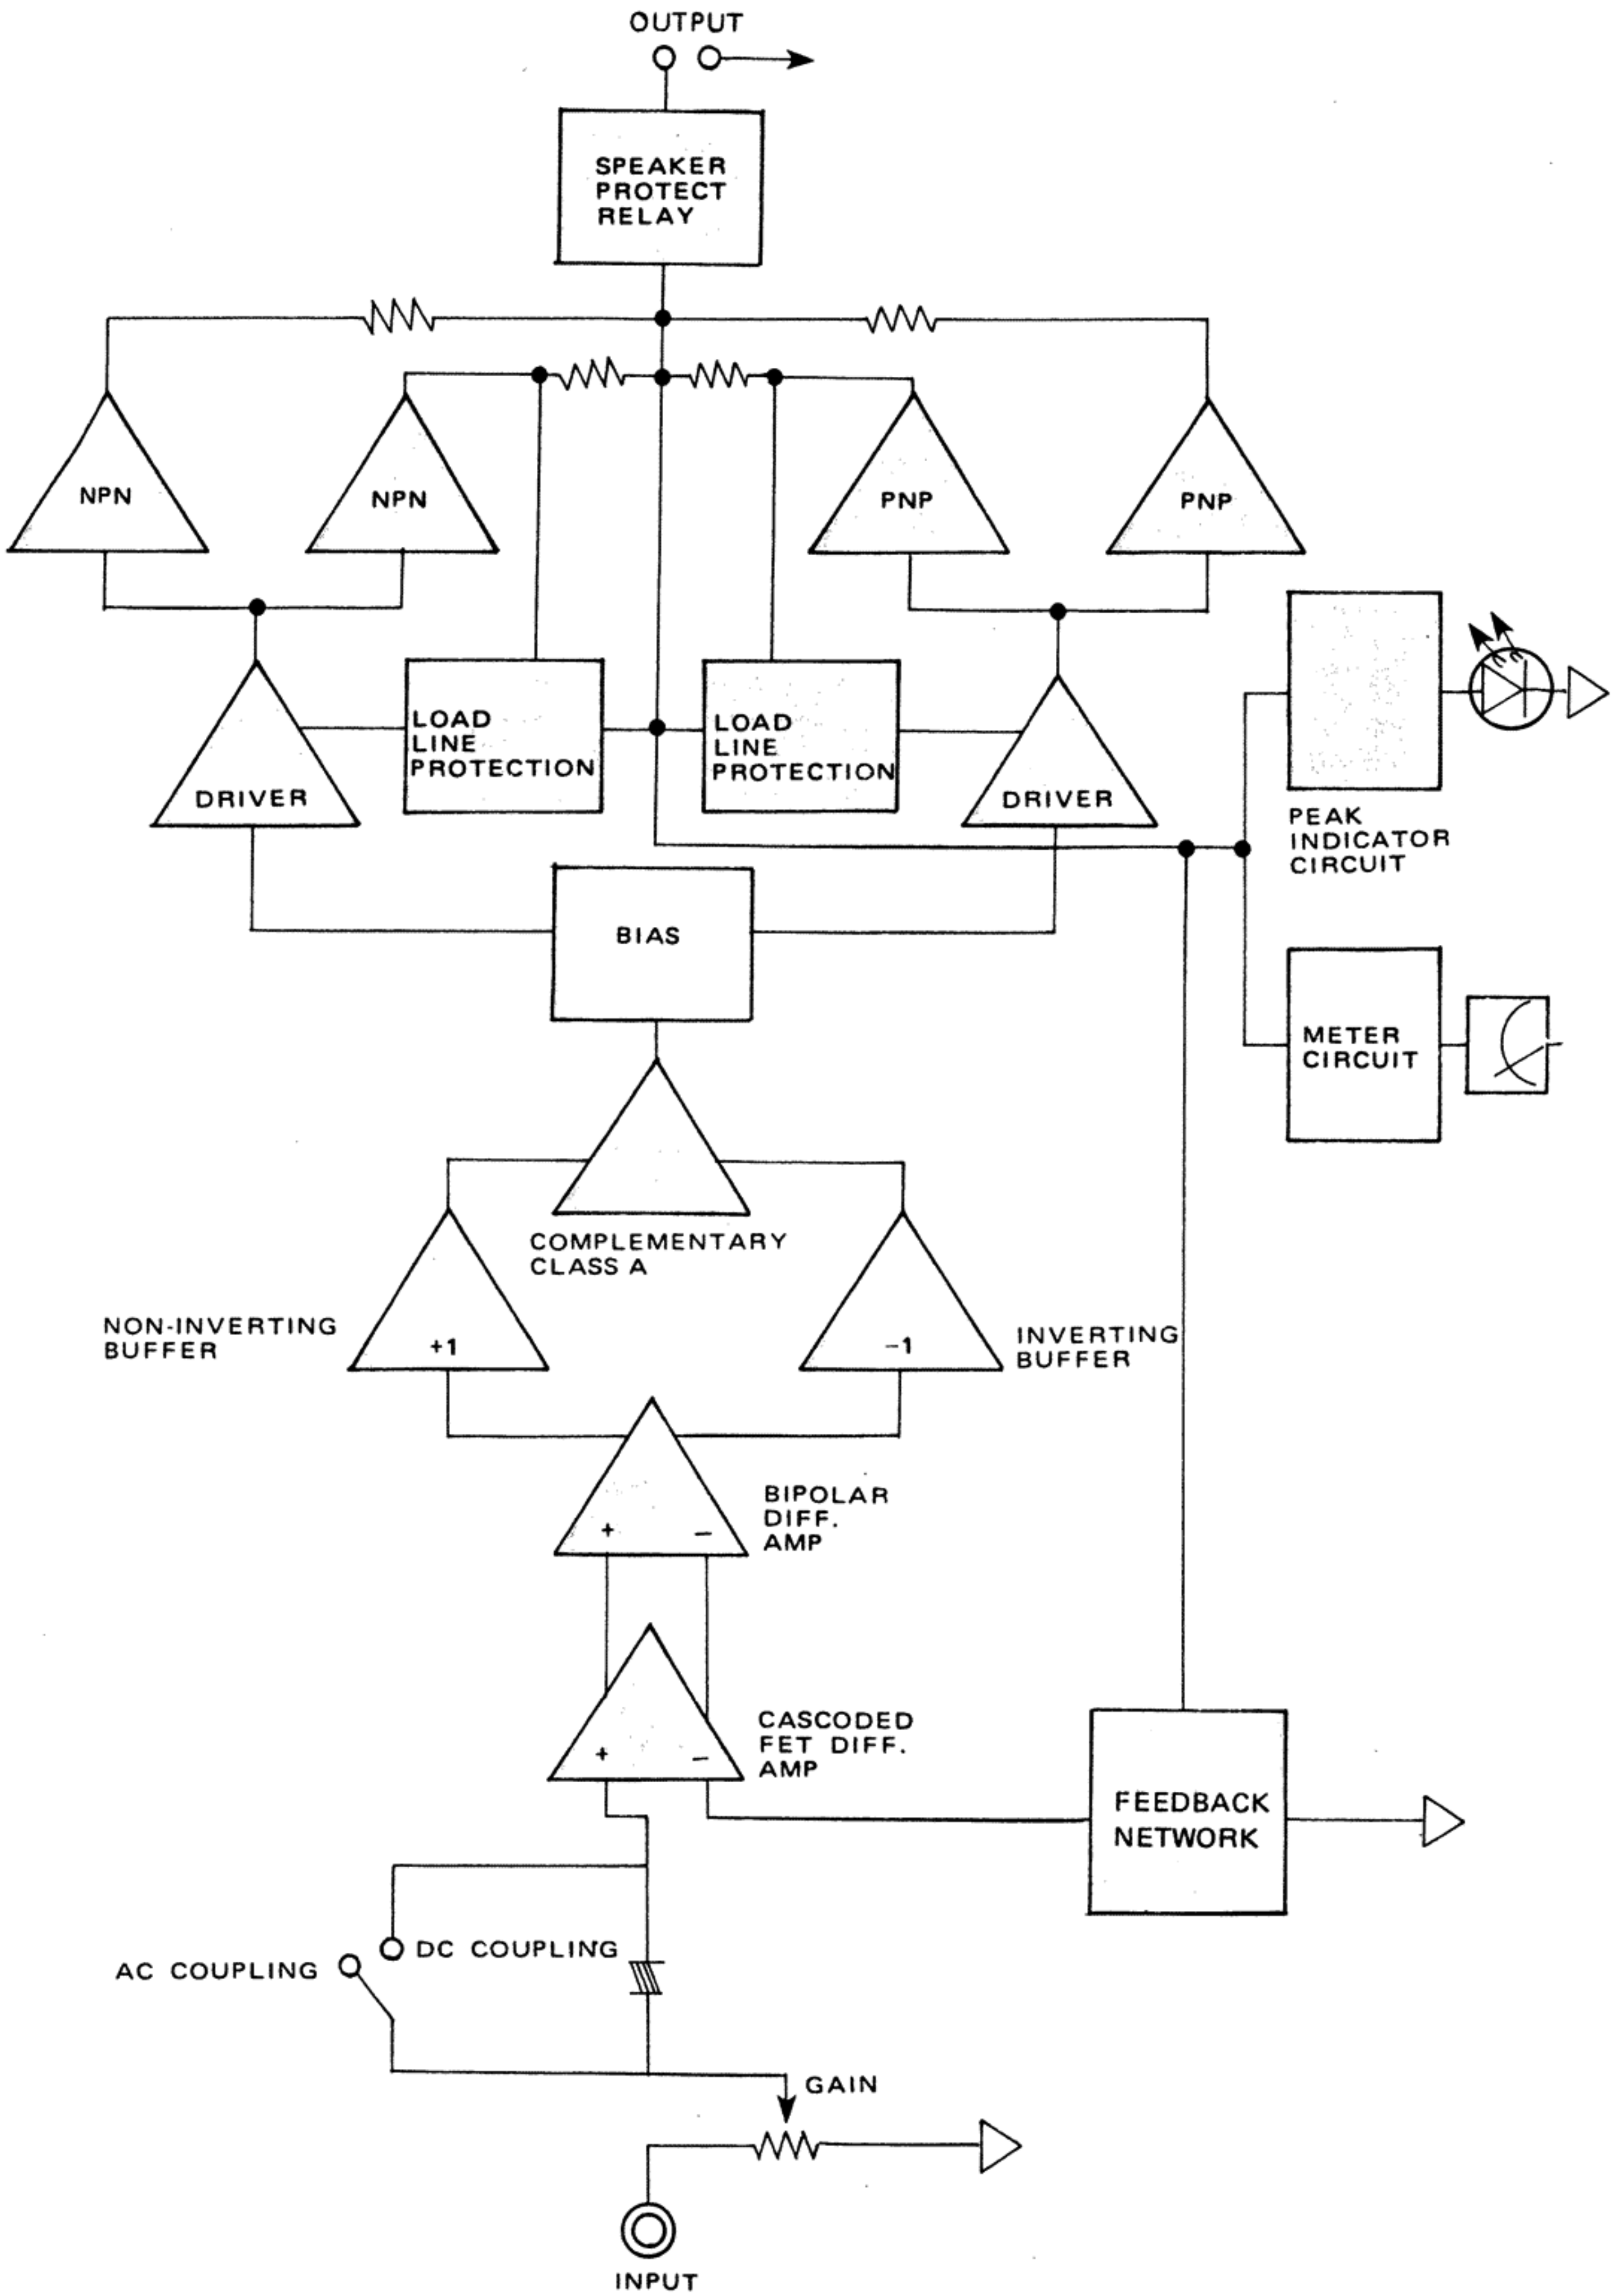 OUTPUT
SPEAKER
PROTECT
RELAY
NPN
NPN
PNP
PNP
LOAD
LINE
PROTECTION
LOAD
LINE
PROTECTION
DRIVER
DRIVER
PEAK
INDICATOR
CIRCUIT
BIAS
METER
CIRCUIT
COMPLEMENTARY
CLASS A
NON-INVERTING
BUFFER
+1
-1
INVERTING
BUFFER
BIPOLAR
DIFF.
AMP
+ −
CASCODED
FET DIFF.
AMP
+ −
FEEDBACK
NETWORK
DC COUPLING
AC COUPLING
GAIN
INPUT